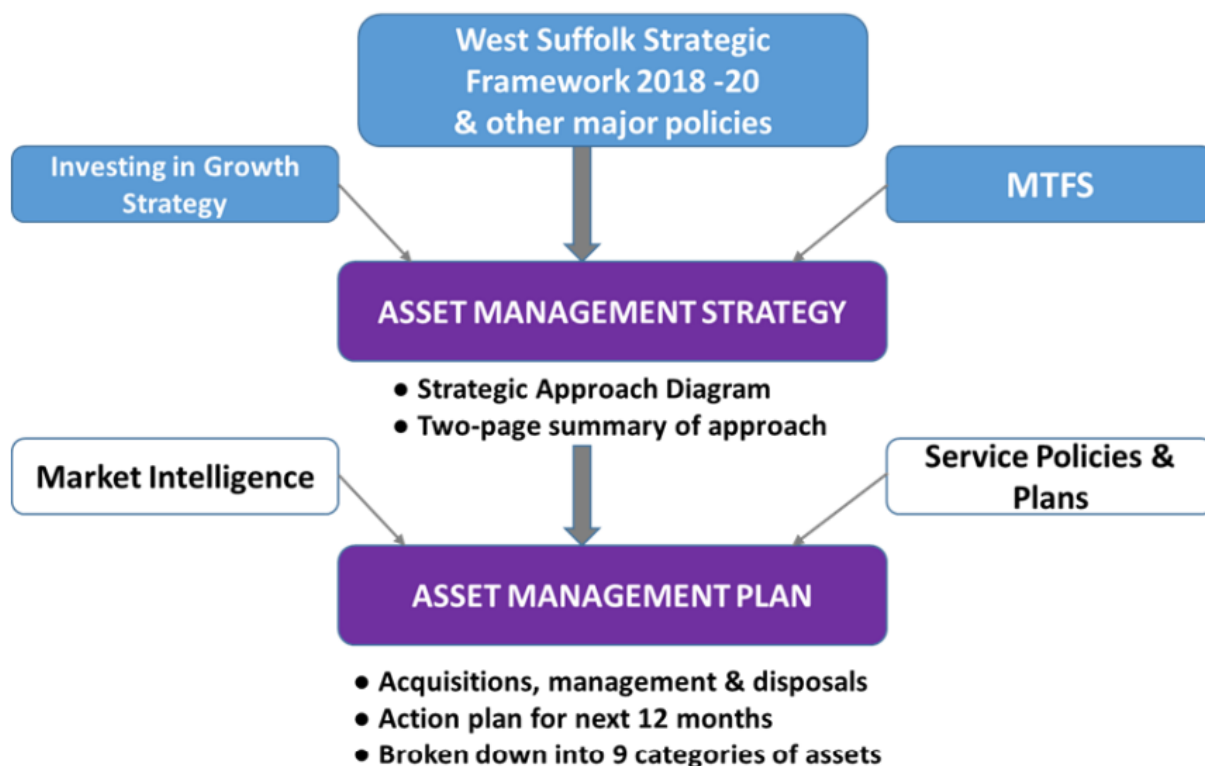 West Suffolk Strategic
Framework 2018 -20
& other major policies
Investing in Growth
Strategy
MTFS
ASSET MANAGEMENT STRATEGY
● Strategic Approach Diagram
● Two-page summary of approach
Market Intelligence
Service Policies &
Plans
ASSET MANAGEMENT PLAN
● Acquisitions, management & disposals
● Action plan for next 12 months
● Broken down into 9 categories of assets